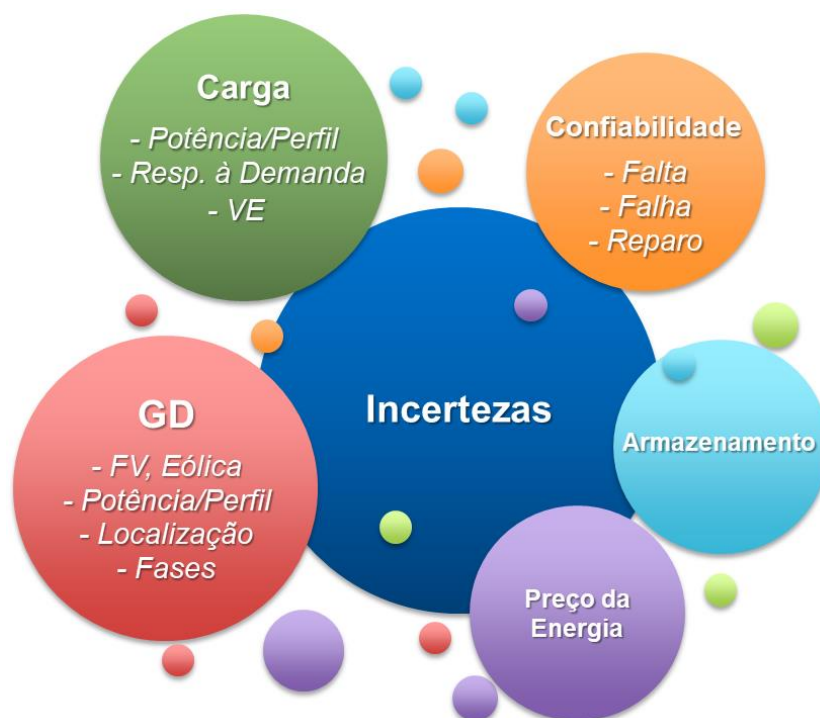 Carga
- Potência/Perfil
- Resp. à Demanda
- VE
Confiabilidade
- Falta
- Falha
- Reparo
Incertezas
GD
- FV, Eólica
- Potência/Perfil
- Localização
- Fases
Armazenamento
Preço da
Energia